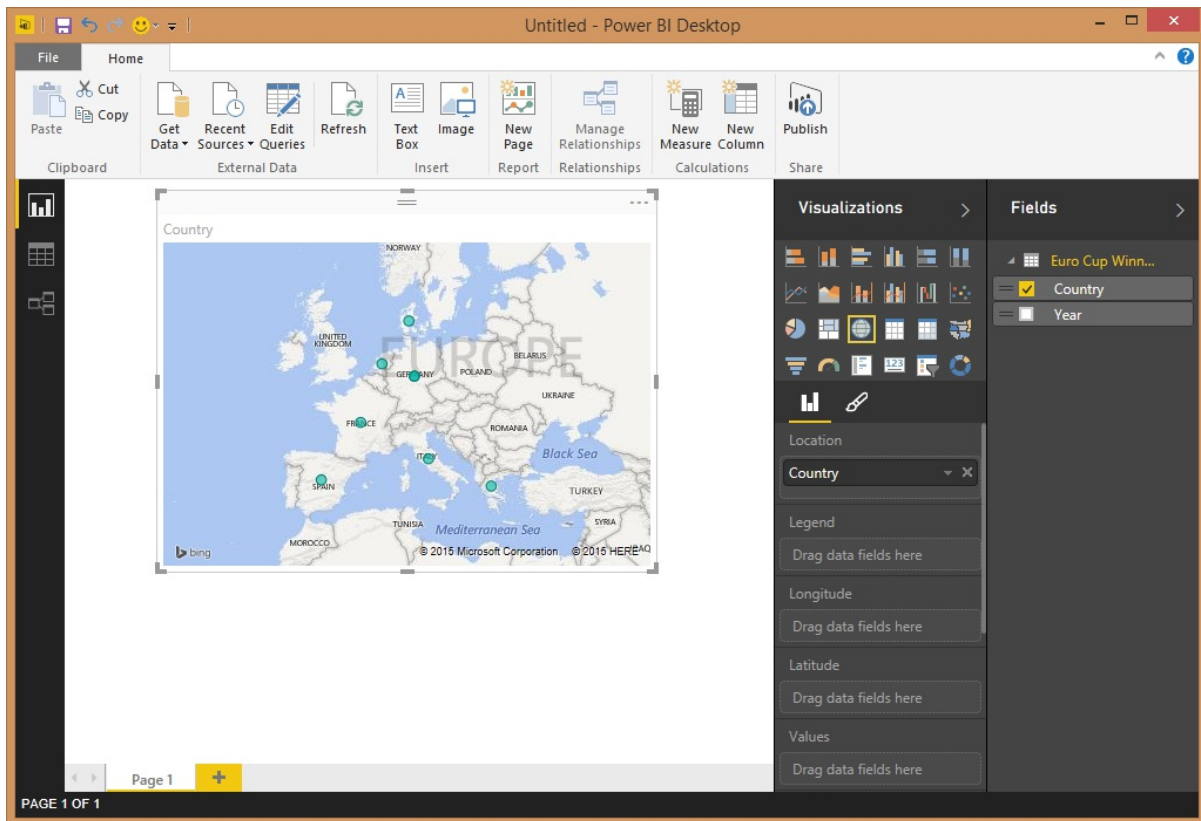 Untitled - Power BI Desktop
File Home
Paste
Cut
Copy
Clipboard
Get Data
Recent Sources
Edit Queries
Refresh
External Data
Text Box
Image
Insert
New Page
Report
Manage Relationships
Relationships
New Measure
New Column
Calculations
Publish
Share
Country
NORWAY
UNITED KINGDOM
EUROPE
BELARUS
GERMANY
POLAND
UKRAINE
FRANCE
ROMANIA
ITALY
Black Sea
SPAIN
TURKEY
TUNISIA
Mediterranean Sea
SYRIA
MOROCCO
bing
© 2015 Microsoft Corporation © 2015 HERE
IRAQ
Visualizations
123
Location
Country
Legend
Drag data fields here
Longitude
Drag data fields here
Latitude
Drag data fields here
Values
Drag data fields here
Fields
Euro Cup Winn...
Country
Year
Page 1
PAGE 1 OF 1